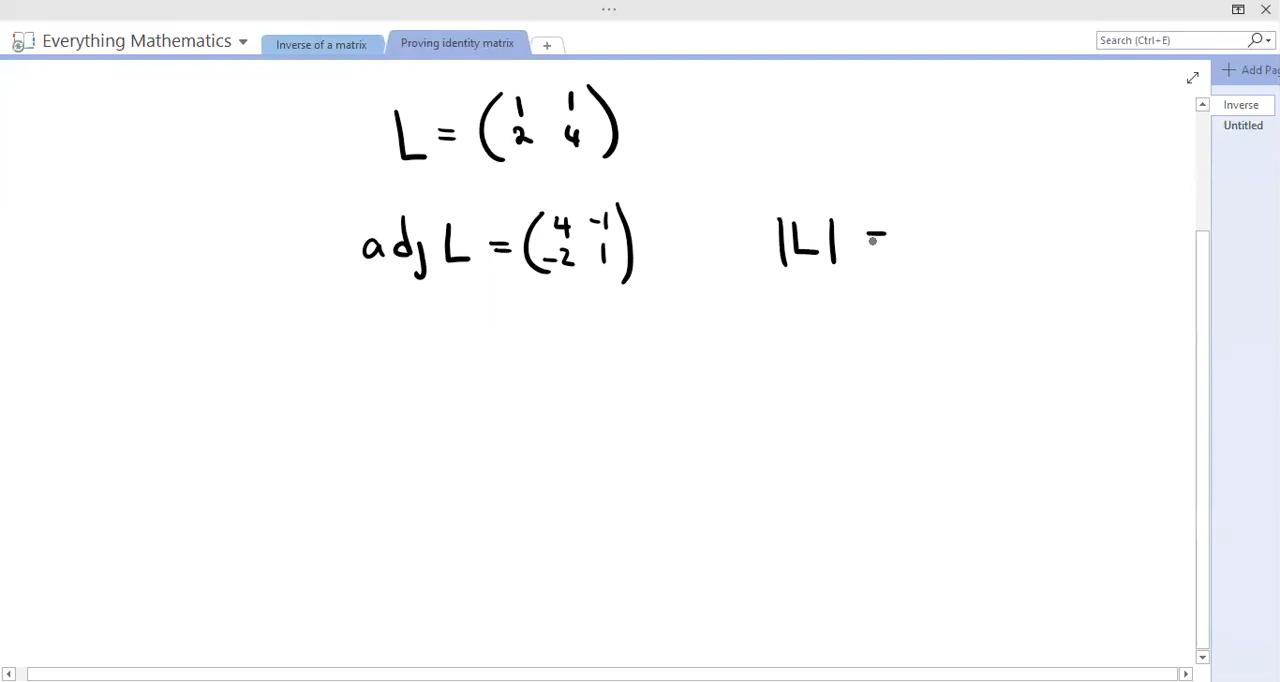 ...
Everything Mathematics
Inverse of a matrix
Proving identity matrix
+
Search (Ctrl+E)
+ Add Pag
Inverse
Untitled
L = ( 1 1
2 4 )
adj L = ( 4 -1
-2 1 )
|L| =